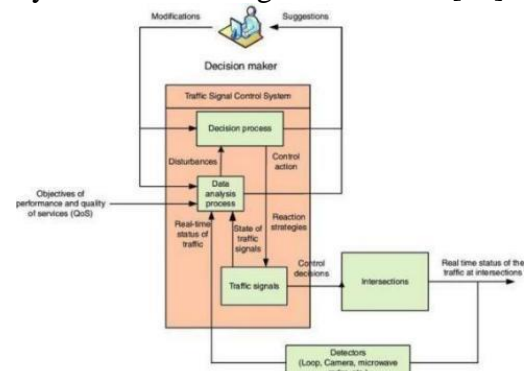 Modifications
Suggestions
Decision maker
Traffic Signal Control System
Decision process
Disturbances
Control
action
Data
analysis
process
Objectives of
performance and quality
of services (QoS)
Real-time
status of
traffic
State of
traffic
signals
Reaction
strategies
Control
decisions
Traffic signals
Intersections
Real time status of the
traffic at intersections
Detectors
(Loop, Camera, microwave